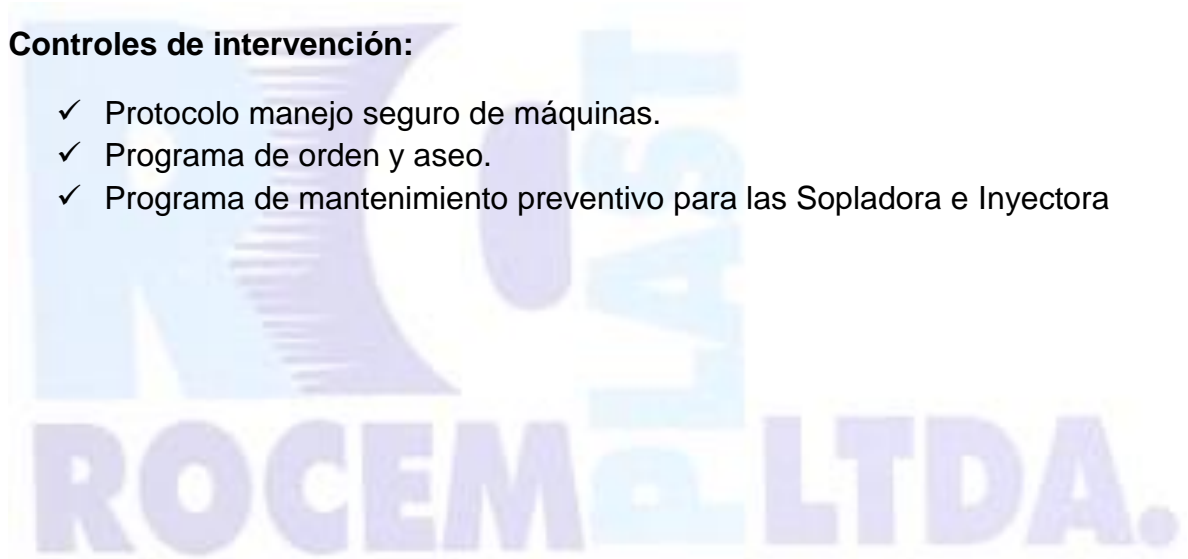 Controles de intervención:
✓ Protocolo manejo seguro de máquinas.
✓ Programa de orden y aseo.
✓ Programa de mantenimiento preventivo para las Sopladora e Inyectora
RC
PLAST
ROCEM LTDA.